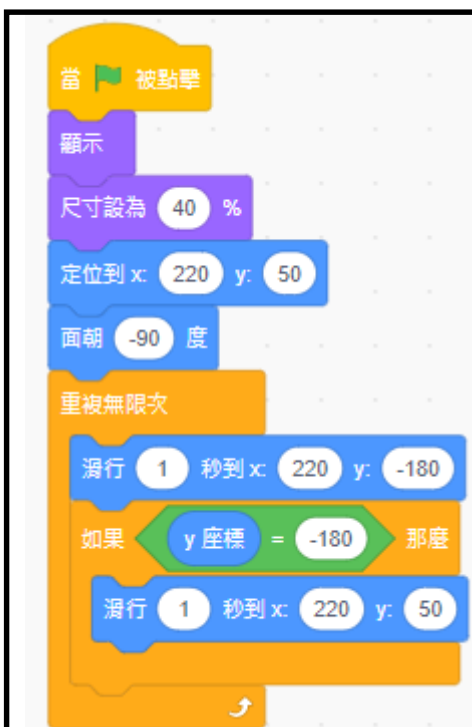 當 被點擊
顯示
尺寸設為 40 %
定位到 x: 220 y: 50
面朝 -90 度
重複無限次
滑行 1 秒到 x: 220 y: -180
如果 y 座標 = -180 那麼
滑行 1 秒到 x: 220 y: 50